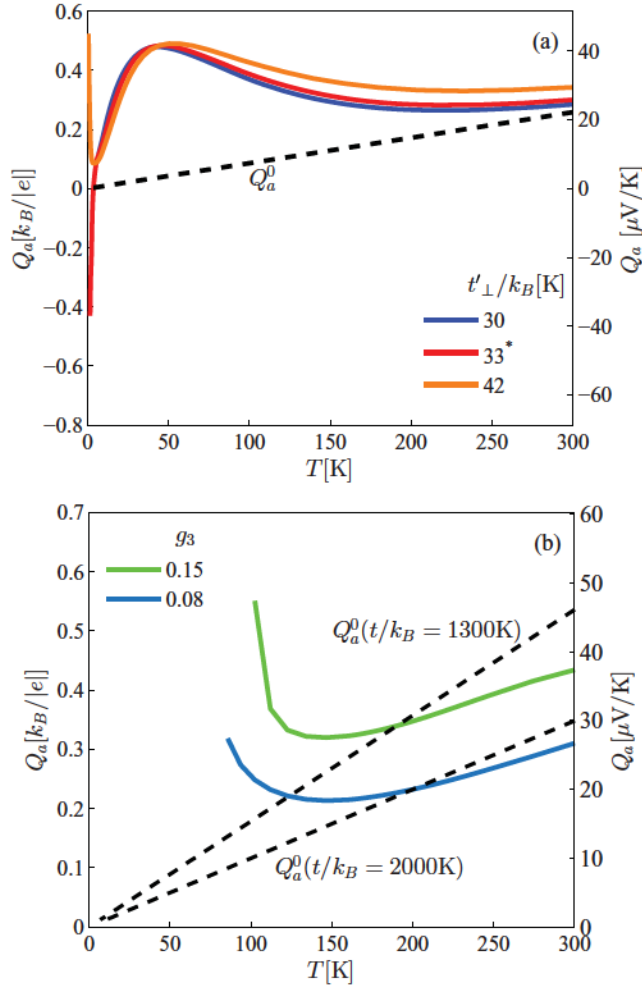 (a)
0.6
0.4
0.2
0
−0.2
−0.4
−0.6
−0.8
Q_a[k_B/|e|]
40
20
0
−20
−40
−60
Q_a [μV/K]
Q_a^0
t'_⊥/k_B[K]
30
33*
42
0 50 100 150 200 250 300
T[K]
(b)
0.7
0.6
0.5
0.4
0.3
0.2
0.1
0
Q_a[k_B/|e|]
60
50
40
30
20
10
0
Q_a[μV/K]
g_3
0.15
0.08
Q_a^0(t/k_B = 1300K)
Q_a^0(t/k_B = 2000K)
0 50 100 150 200 250 300
T[K]